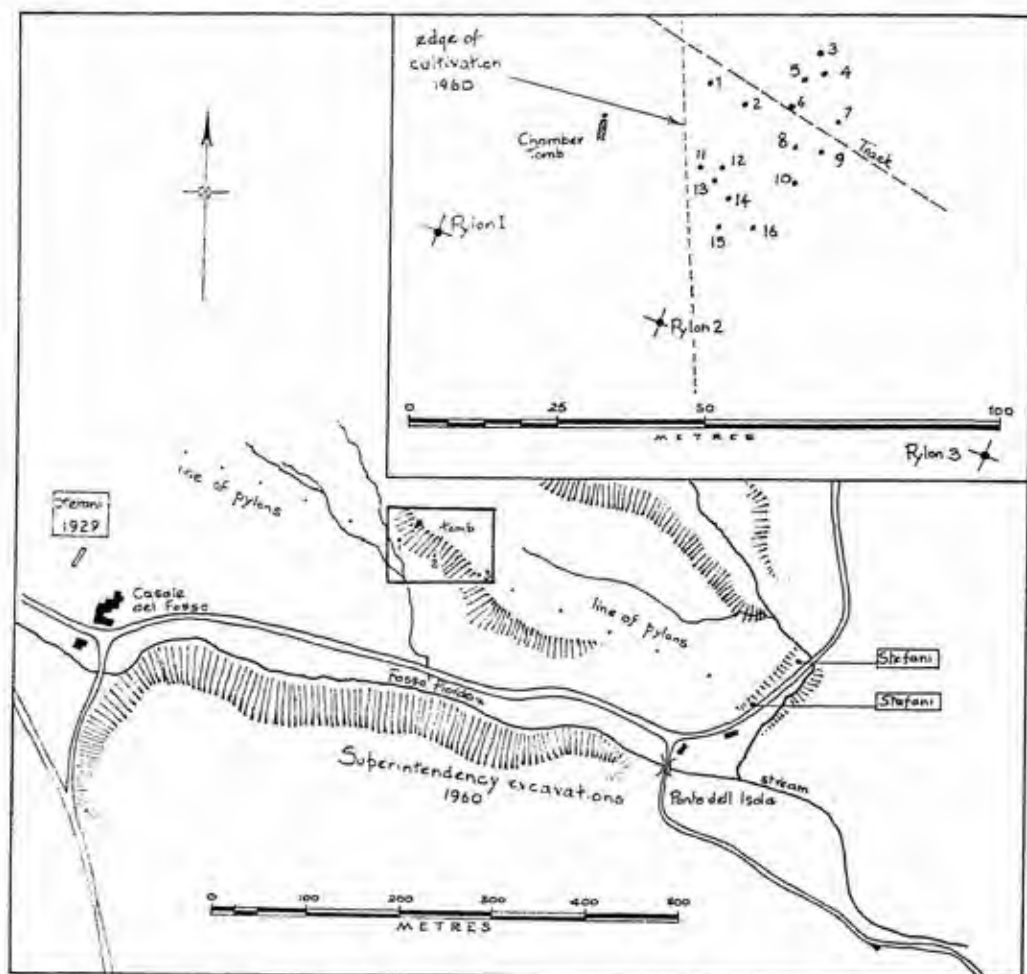 edge of
cultivation
1960
Chamber
Tomb
1
2
3
4
5
6
7
8
9
10
11
12
13
14
15
16
Track
Pylon 1
Pylon 2
Pylon 3
0 25 50 100
METRES
line of pylons
Stefani
1929
Tomb
Casale
del Fosso
line of pylons
Stefani
Stefani
Fosso Piordo
Superintendency excavations
1960
Ponte dell Isola
stream
0 100 200 300 400 500
METRES